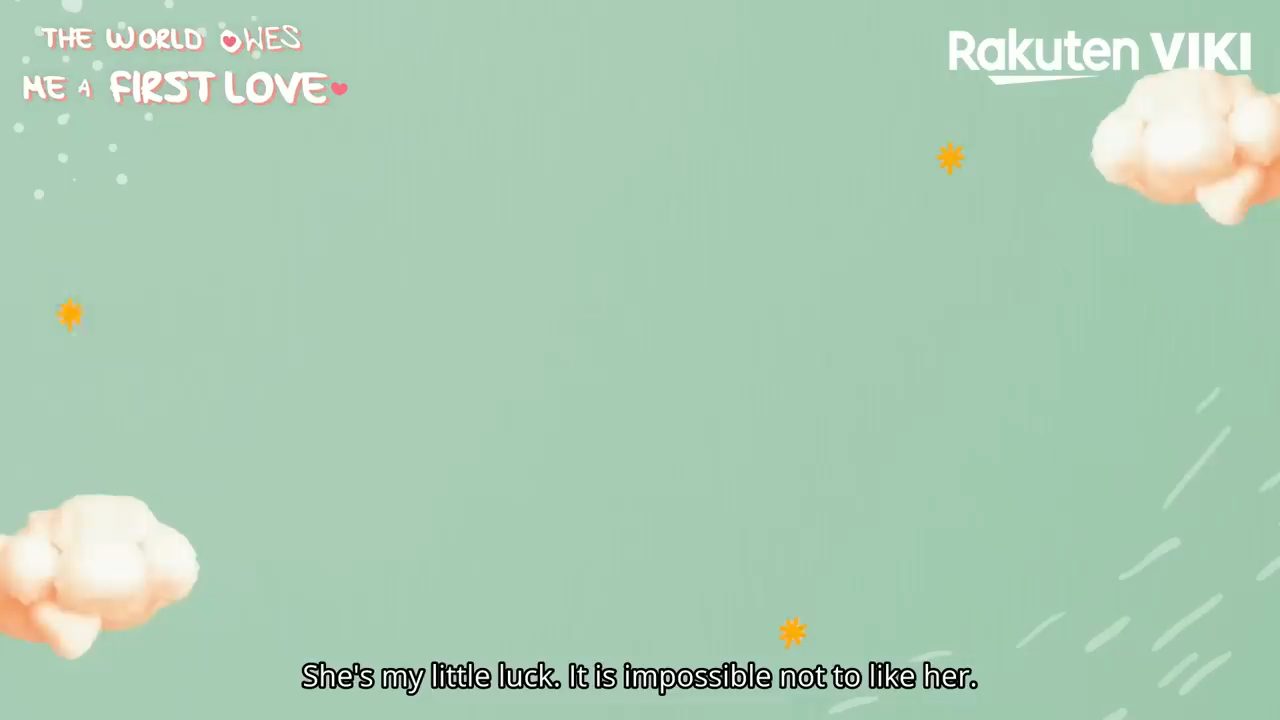 THE WORLD OWES
ME A FIRST LOVE
Rakuten VIKI
She's my little luck. It is impossible not to like her.